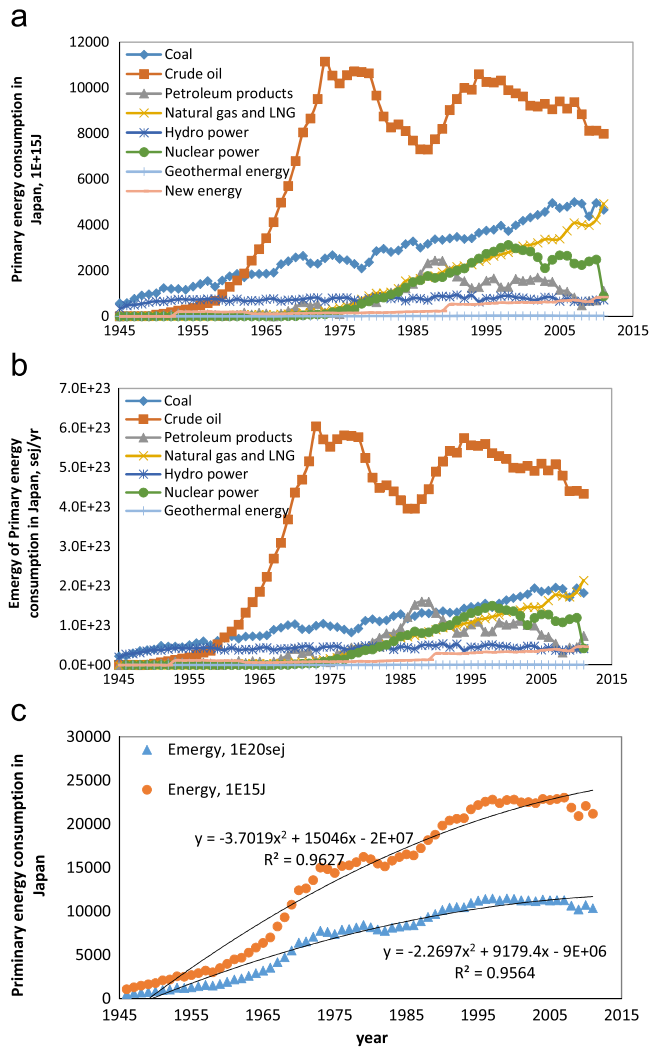 a
Primary energy consumption in
Japan, 1E+15J
12000
10000
8000
6000
4000
2000
0
Coal
Crude oil
Petroleum products
Natural gas and LNG
Hydro power
Nuclear power
Geothermal energy
New energy
1945 1955 1965 1975 1985 1995 2005 2015
b
Emergy of Primary energy
consumption in Japan, sej/yr
7.0E+23
6.0E+23
5.0E+23
4.0E+23
3.0E+23
2.0E+23
1.0E+23
0.0E+00
Coal
Crude oil
Petroleum products
Natural gas and LNG
Hydro power
Nuclear power
Geothermal energy
1945 1955 1965 1975 1985 1995 2005 2015
c
Priminary energy consumption in
Japan
30000
25000
20000
15000
10000
5000
0
Emergy, 1E20sej
Energy, 1E15J
y = -3.7019x² + 15046x - 2E+07
R² = 0.9627
y = -2.2697x² + 9179.4x - 9E+06
R² = 0.9564
1945 1955 1965 1975 1985 1995 2005 2015
year